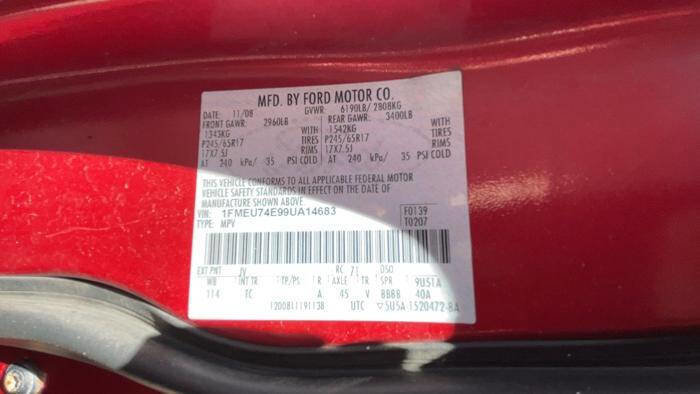 MFD. BY FORD MOTOR CO.
DATE: 11/08 GVWR: 6190LB/ 2808KG
FRONT GAWR: 2960LB REAR GAWR: 3400LB
1343KG WITH 1542KG WITH
P245/65R17 TIRES P245/65R17 TIRES
17X7.5J RIMS 17X7.5J RIMS
AT 240 kPa/ 35 PSI COLD AT 240 kPa/ 35 PSI COLD
THIS VEHICLE CONFORMS TO ALL APPLICABLE FEDERAL MOTOR
VEHICLE SAFETY STANDARDS IN EFFECT ON THE DATE OF
MANUFACTURE SHOWN ABOVE.
VIN: 1FMEU74E99UA14683 F0139
TYPE: MPV T0207
EXT PNT JV RC: 71 DSO:
WB INT TR TP/PS R AXLE TR SPR 9U5TA
114 TC A 45 V BBBB 40A
1200811191138 UTC ▽5U5A-1520472-BA